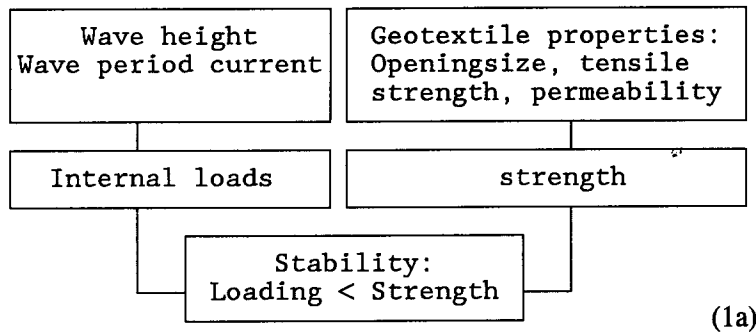 Wave height
Wave period current
Geotextile properties:
Openingsize, tensile
strength, permeability
Internal loads
strength
Stability:
Loading < Strength
(1a)